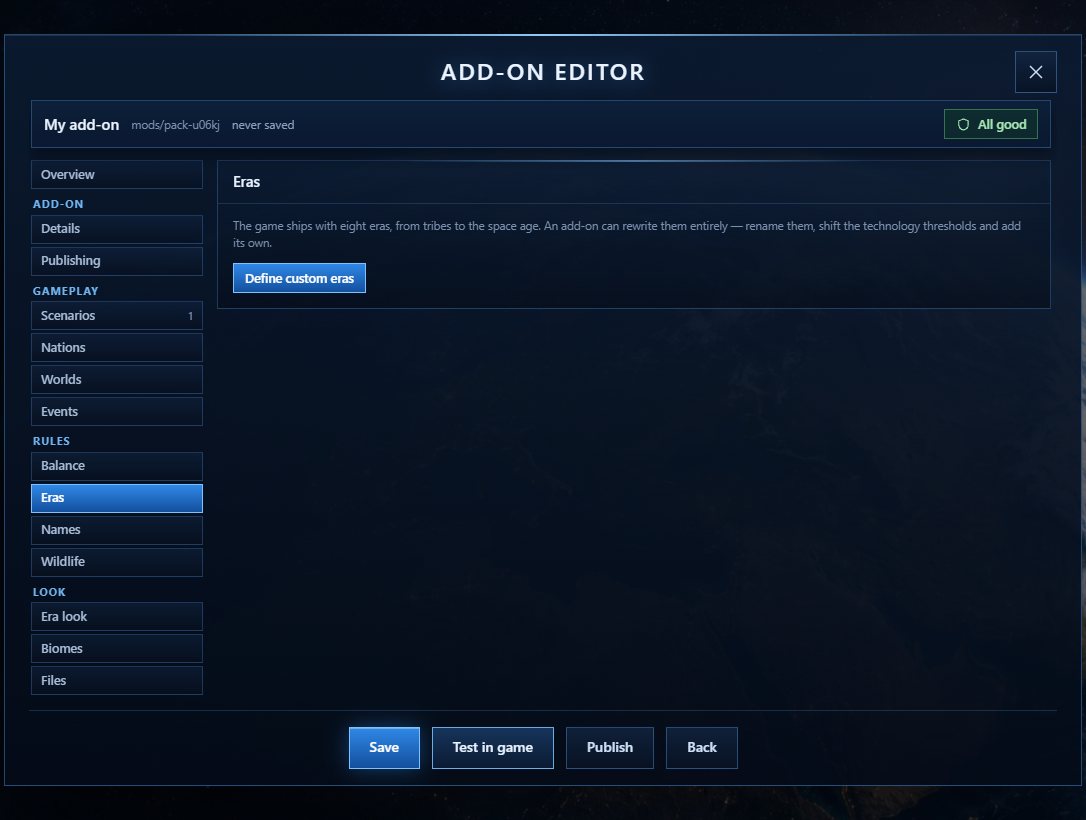 ADD-ON EDITOR
My add-on mods/pack-u06kj never saved
All good
Overview
ADD-ON
Details
Publishing
GAMEPLAY
Scenarios 1
Nations
Worlds
Events
RULES
Balance
Eras
Names
Wildlife
LOOK
Era look
Biomes
Files
Eras
The game ships with eight eras, from tribes to the space age. An add-on can rewrite them entirely — rename them, shift the technology thresholds and add
its own.
Define custom eras
Save
Test in game
Publish
Back